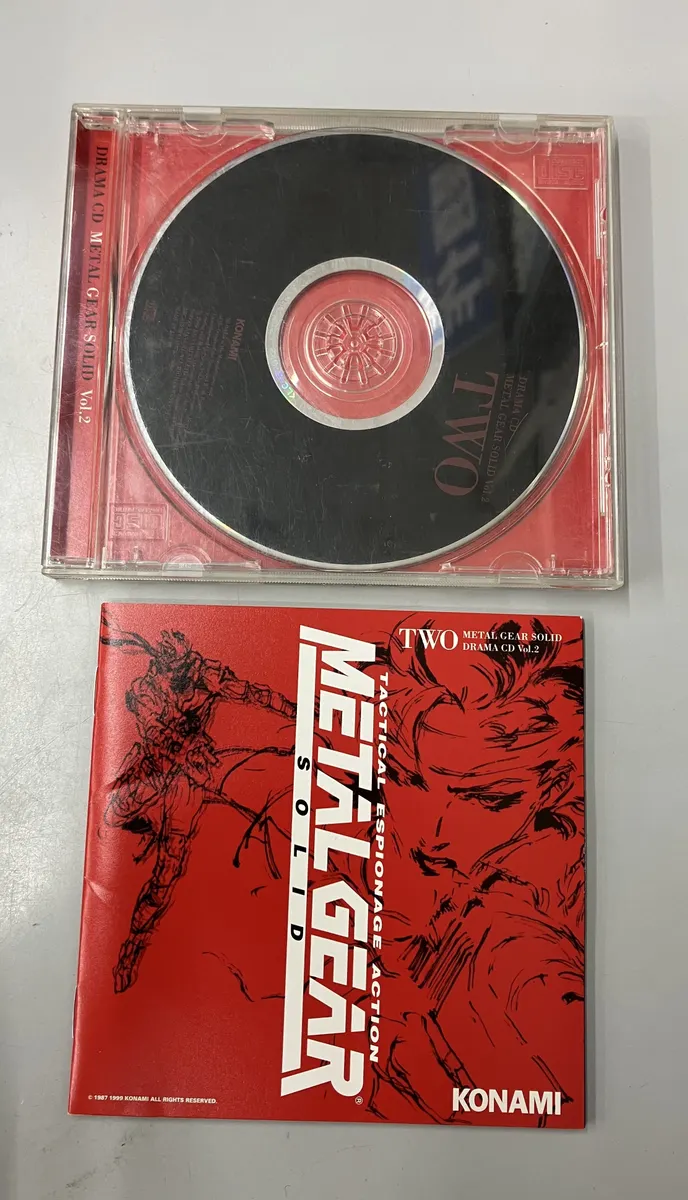 DRAMA CD METAL GEAR SOLID Vol.2
KONAMI
DRAMA CD
METAL GEAR SOLID Vol.2
TWO
TWO METAL GEAR SOLID
DRAMA CD Vol.2
TACTICAL ESPIONAGE ACTION
METAL GEAR®
SOLID
© 1987 1999 KONAMI ALL RIGHTS RESERVED.
KONAMI